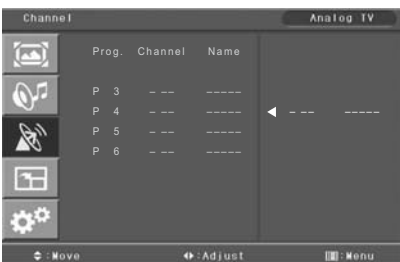 Channel Analog TV
Prog. Channel Name
P 3 – –– –––––
P 4 – –– ––––– ◀ – –– –––––
P 5 – –– –––––
P 6 – –– –––––
:Move :Adjust :Menu